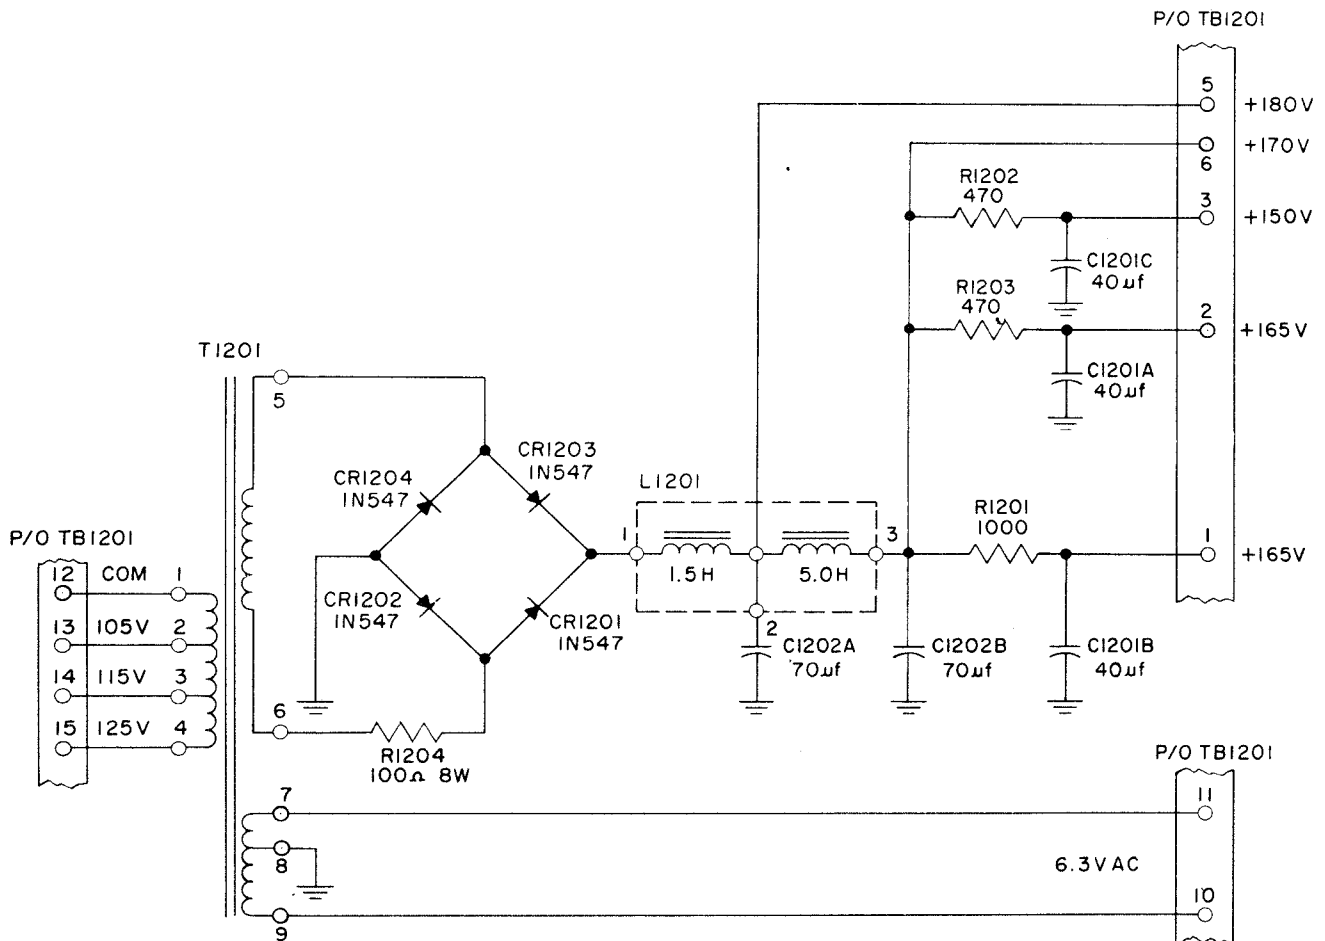 P/O TB1201
5
+180V
6
+170V
R1202
470
3
+150V
C1201C
40μf
R1203
470
2
+165V
C1201A
40μf
T1201
5
CR1204
1N547
CR1203
1N547
CR1202
1N547
CR1201
1N547
L1201
1
1.5H
5.0H
3
2
R1201
1000
1
+165V
C1202A
70μf
C1202B
70μf
C1201B
40μf
P/O TB1201
12 COM 1
13 105V 2
14 115V 3
15 125V 4
6
R1204
100Ω 8W
7
8
9
P/O TB1201
11
6.3VAC
10